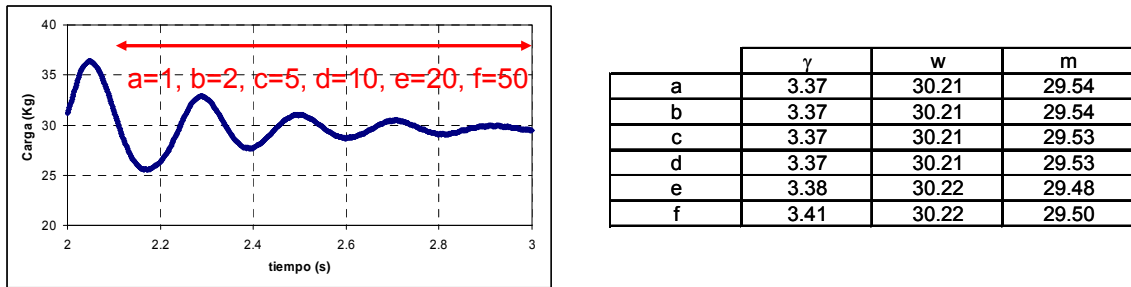 40
35
30
25
20
Carga (Kg)
a=1, b=2, c=5, d=10, e=20, f=50
2 2.2 2.4 2.6 2.8 3
tiempo (s)
γ w m
a 3.37 30.21 29.54
b 3.37 30.21 29.54
c 3.37 30.21 29.53
d 3.37 30.21 29.53
e 3.38 30.22 29.48
f 3.41 30.22 29.50